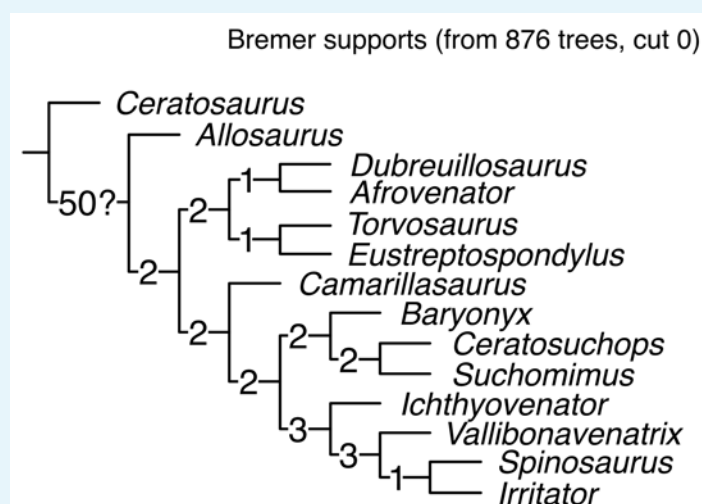 Bremer supports (from 876 trees, cut 0)
Ceratosaurus
Allosaurus
Dubreuillosaurus
1
Afrovenator
50?
2
Torvosaurus
1
Eustreptospondylus
2
Camarillasaurus
Baryonyx
2
2
Ceratosuchops
2
Suchomimus
2
Ichthyovenator
3
Vallibonavenatrix
3
Spinosaurus
1
Irritator